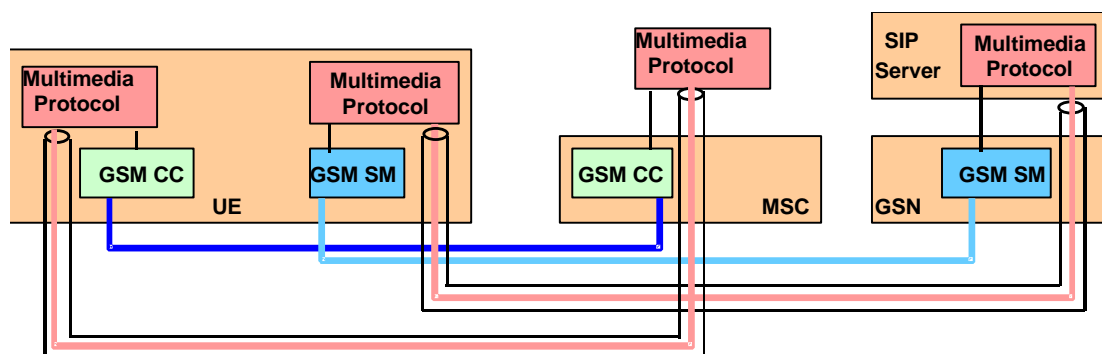 Multimedia
Protocol
Multimedia
Protocol
GSM CC
GSM SM
UE
Multimedia
Protocol
GSM CC
MSC
SIP
Server
Multimedia
Protocol
GSM SM
GSN